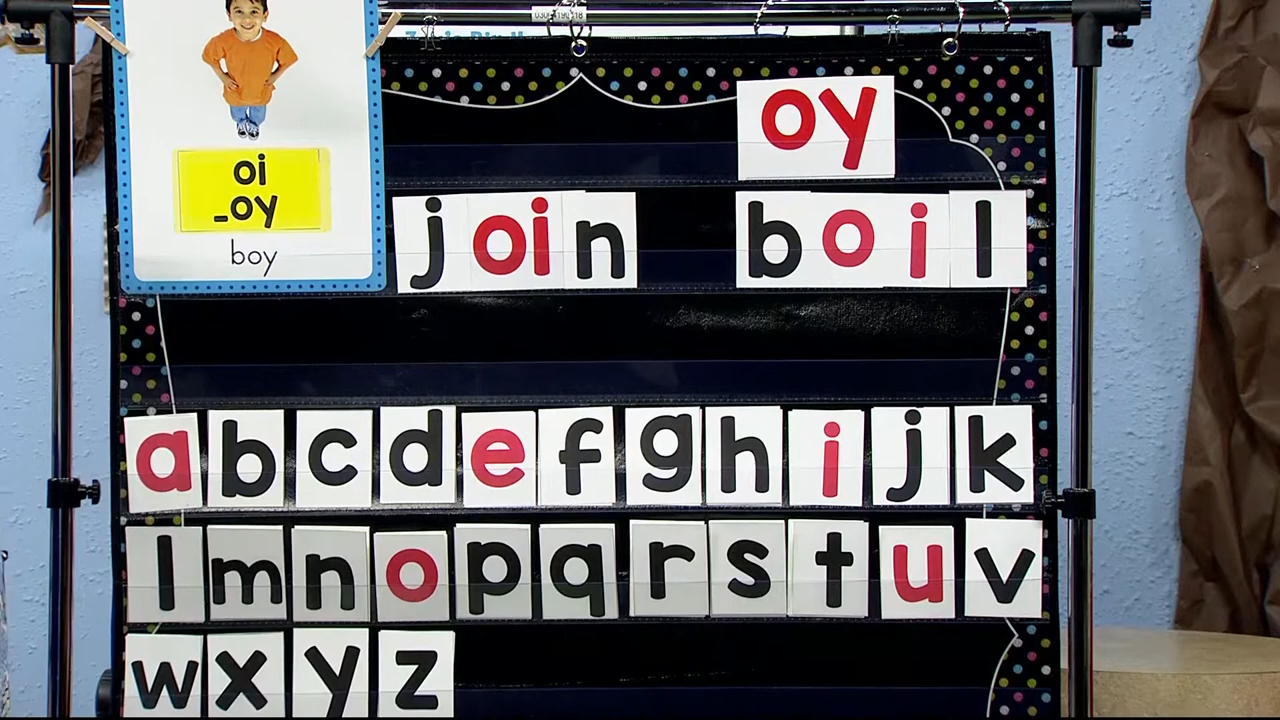 oi
_oy
boy
oy
join boil
a b c d e f g h i j k
l m n o p q r s t u v
w x y z